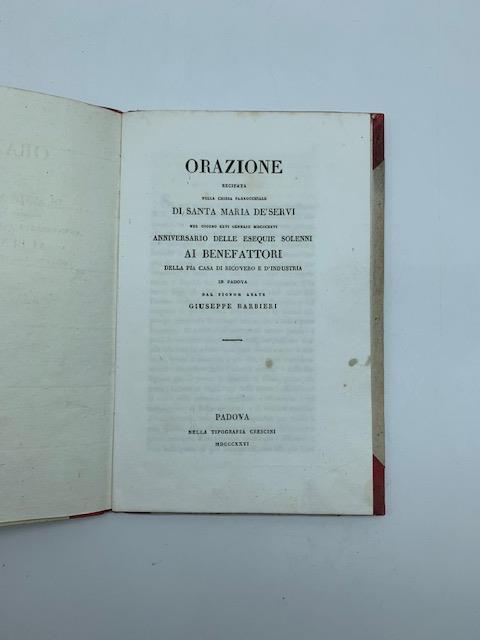 ORAZIONE
RECITATA
NELLA CHIESA PARROCCHIALE
DI SANTA MARIA DE' SERVI
NEL GIORNO XXVI GENNAIO MDCCCXXVI
ANNIVERSARIO DELLE ESEQUIE SOLENNI
AI BENEFATTORI
DELLA PIA CASA DI RICOVERO E D'INDUSTRIA
IN PADOVA
DAL SIGNOR ABATE
GIUSEPPE BARBIERI
PADOVA
NELLA TIPOGRAFIA CRESCINI
MDCCCXXVI